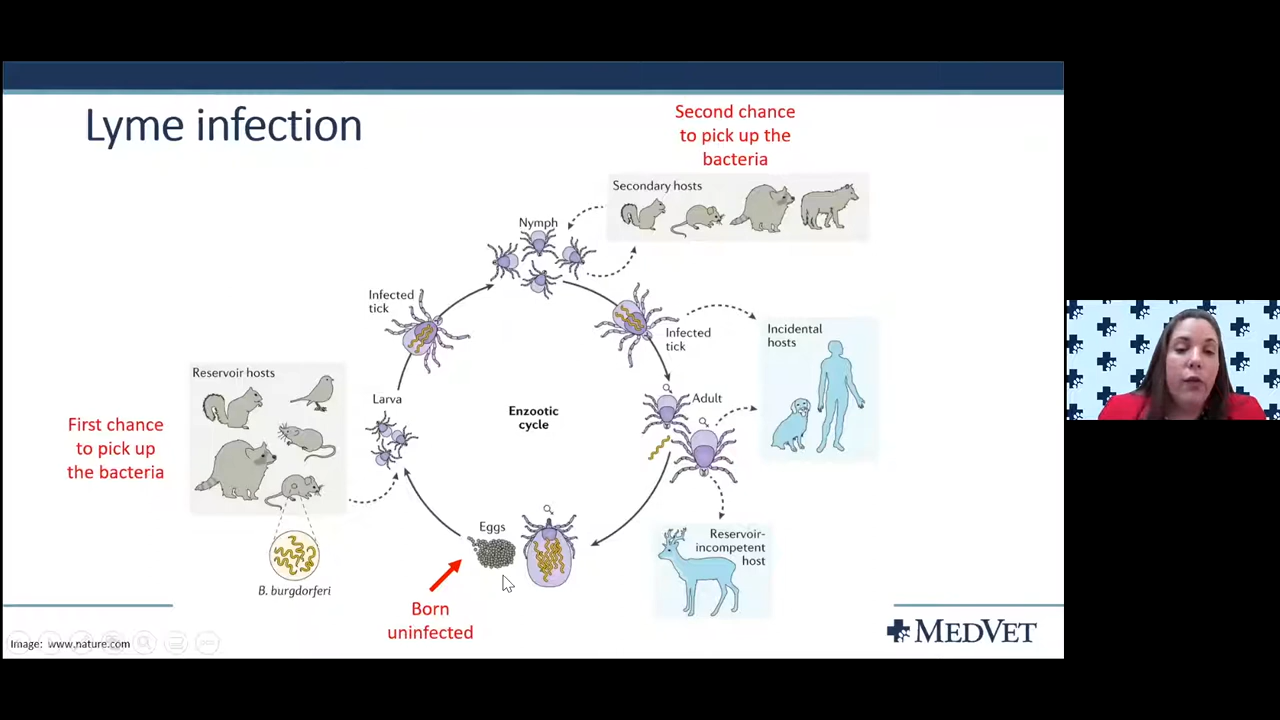 Lyme infection
Second chance
to pick up the
bacteria
Secondary hosts
Nymph
Infected
tick
Infected
tick
Incidental
hosts
Reservoir hosts
Larva
Adult
Enzootic
cycle
First chance
to pick up
the bacteria
Eggs
Reservoir-
incompetent
host
B. burgdorferi
Born
uninfected
MEDVET
Image: www.nature.com